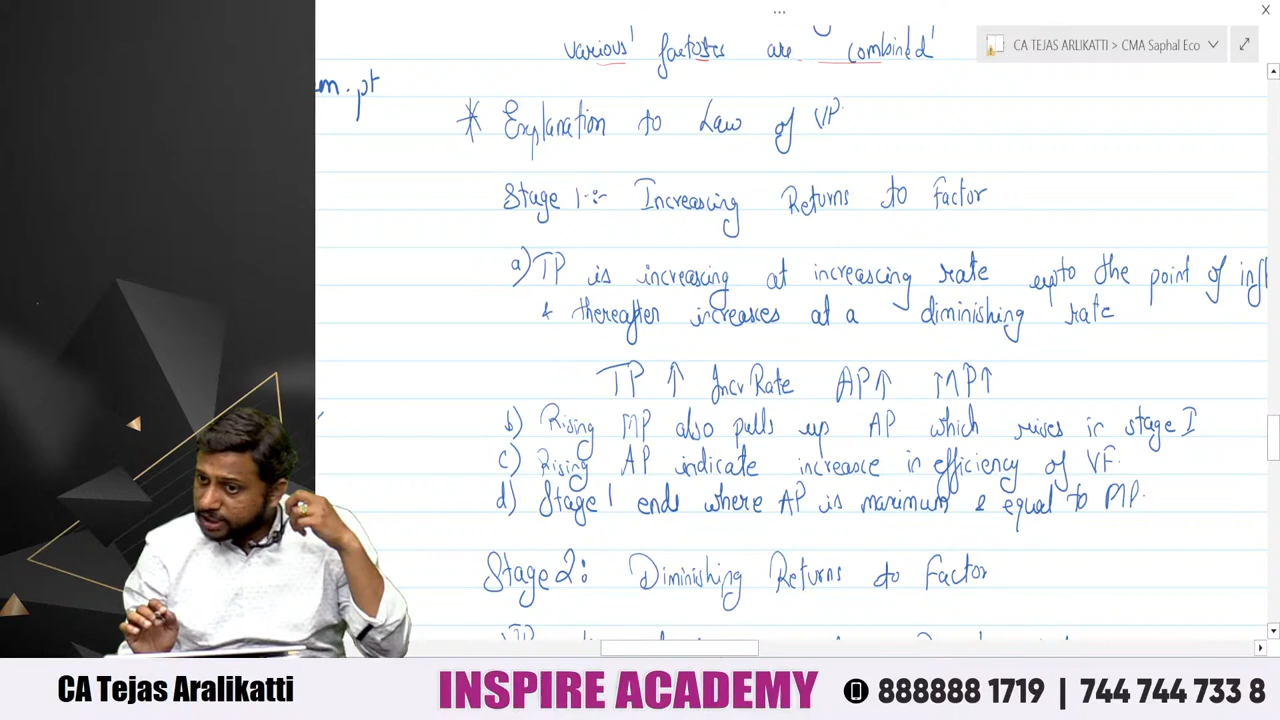 CA TEJAS ARLIKATTI > CMA Saphal Eco
various' factors are combined'
m. pt
* Explanation to Law of VP
Stage 1:- Increasing Returns to Factor
a) TP is increasing at increasing rate upto the point of infl
& thereafter increases at a diminishing rate
TP ↑ Incr Rate AP↑ MP↑
b) Rising MP also pulls up AP which rises in stage I
c) Rising AP indicate increase in efficiency of VF.
d) Stage 1 ends where AP is maximum & equal to MP.
Stage 2: Diminishing Returns to Factor
CA Tejas Aralikatti INSPIRE ACADEMY 888888 1719 | 744 744 733 8